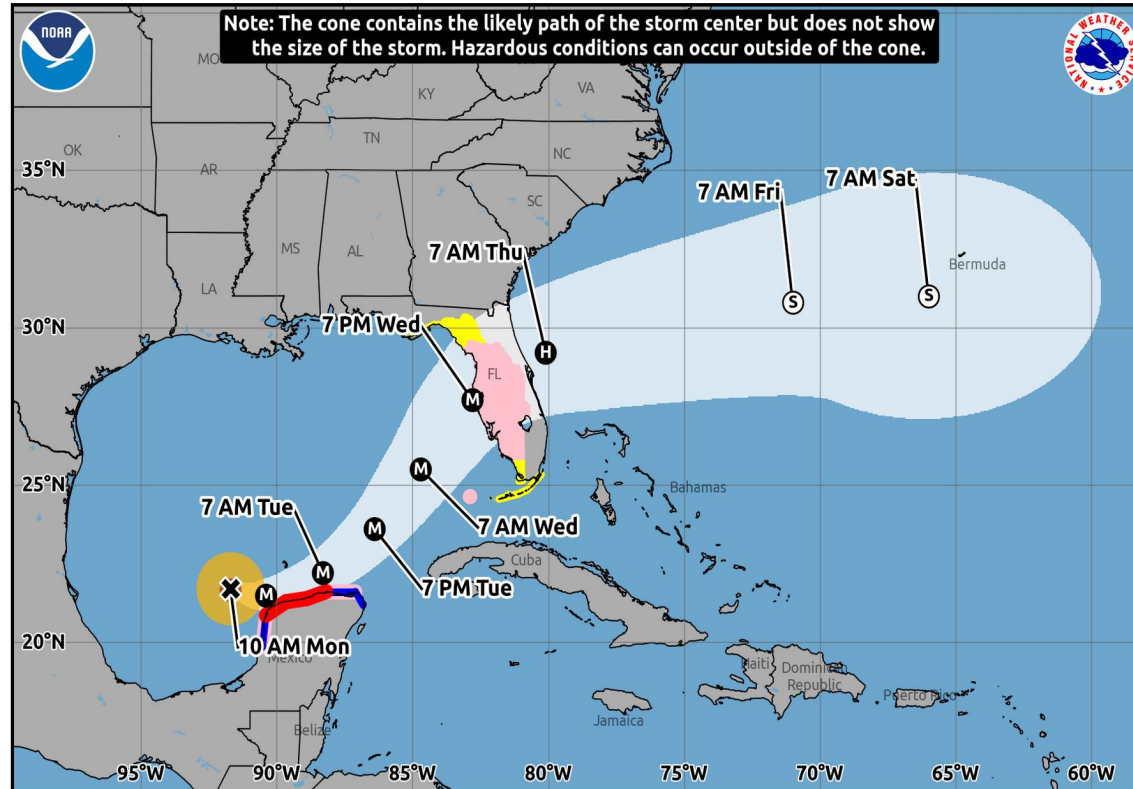 Note: The cone contains the likely path of the storm center but does not show
the size of the storm. Hazardous conditions can occur outside of the cone.
NOAA
NATIONAL WEATHER SERVICE
MO
KY
VA
OK
TN
NC
AR
35°N
SC
7 AM Fri
7 AM Sat
MS
AL
7 AM Thu
Bermuda
LA
S
S
30°N
7 PM Wed
H
FL
M
M
25°N
Bahamas
7 AM Tue
7 AM Wed
M
M
Cuba
7 PM Tue
M
20°N
10 AM Mon
Mexico
Haiti
Dominican
Republic
Puerto Rico
Jamaica
Belize
95°W
90°W
85°W
80°W
75°W
70°W
65°W
60°W